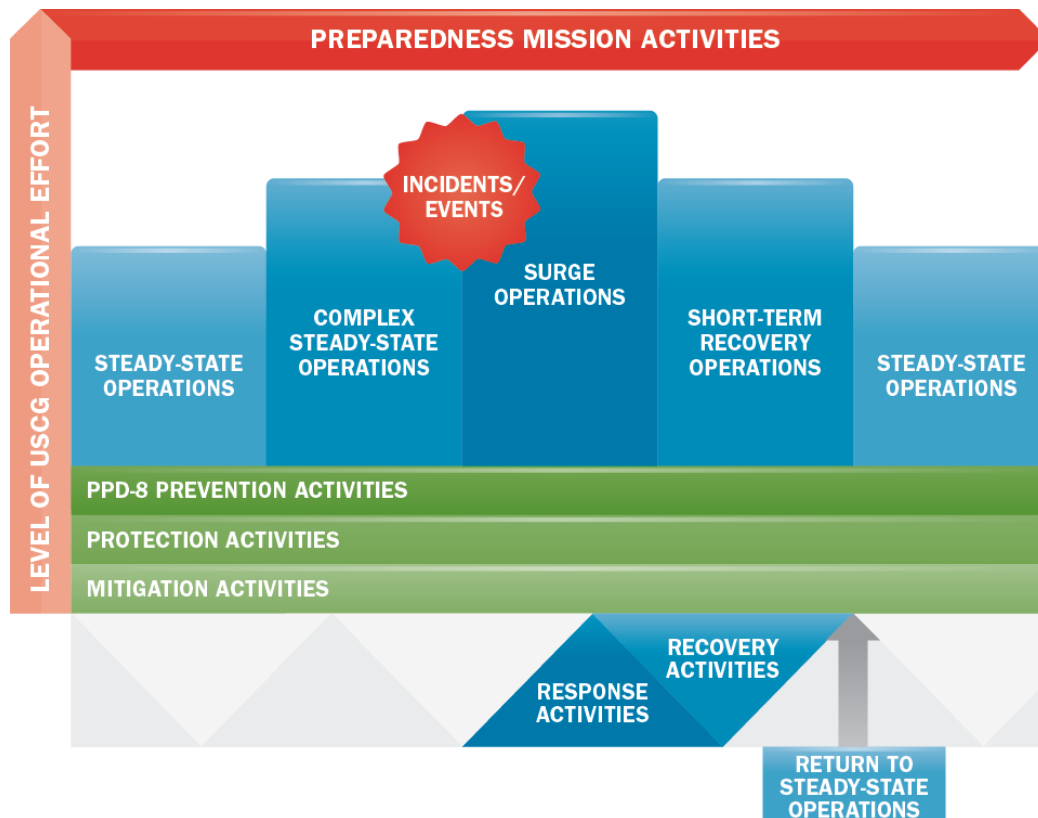 PREPAREDNESS MISSION ACTIVITIES
LEVEL OF USCG OPERATIONAL EFFORT
INCIDENTS/
EVENTS
STEADY-STATE
OPERATIONS
COMPLEX
STEADY-STATE
OPERATIONS
SURGE
OPERATIONS
SHORT-TERM
RECOVERY
OPERATIONS
STEADY-STATE
OPERATIONS
PPD-8 PREVENTION ACTIVITIES
PROTECTION ACTIVITIES
MITIGATION ACTIVITIES
RESPONSE
ACTIVITIES
RECOVERY
ACTIVITIES
RETURN TO
STEADY-STATE
OPERATIONS